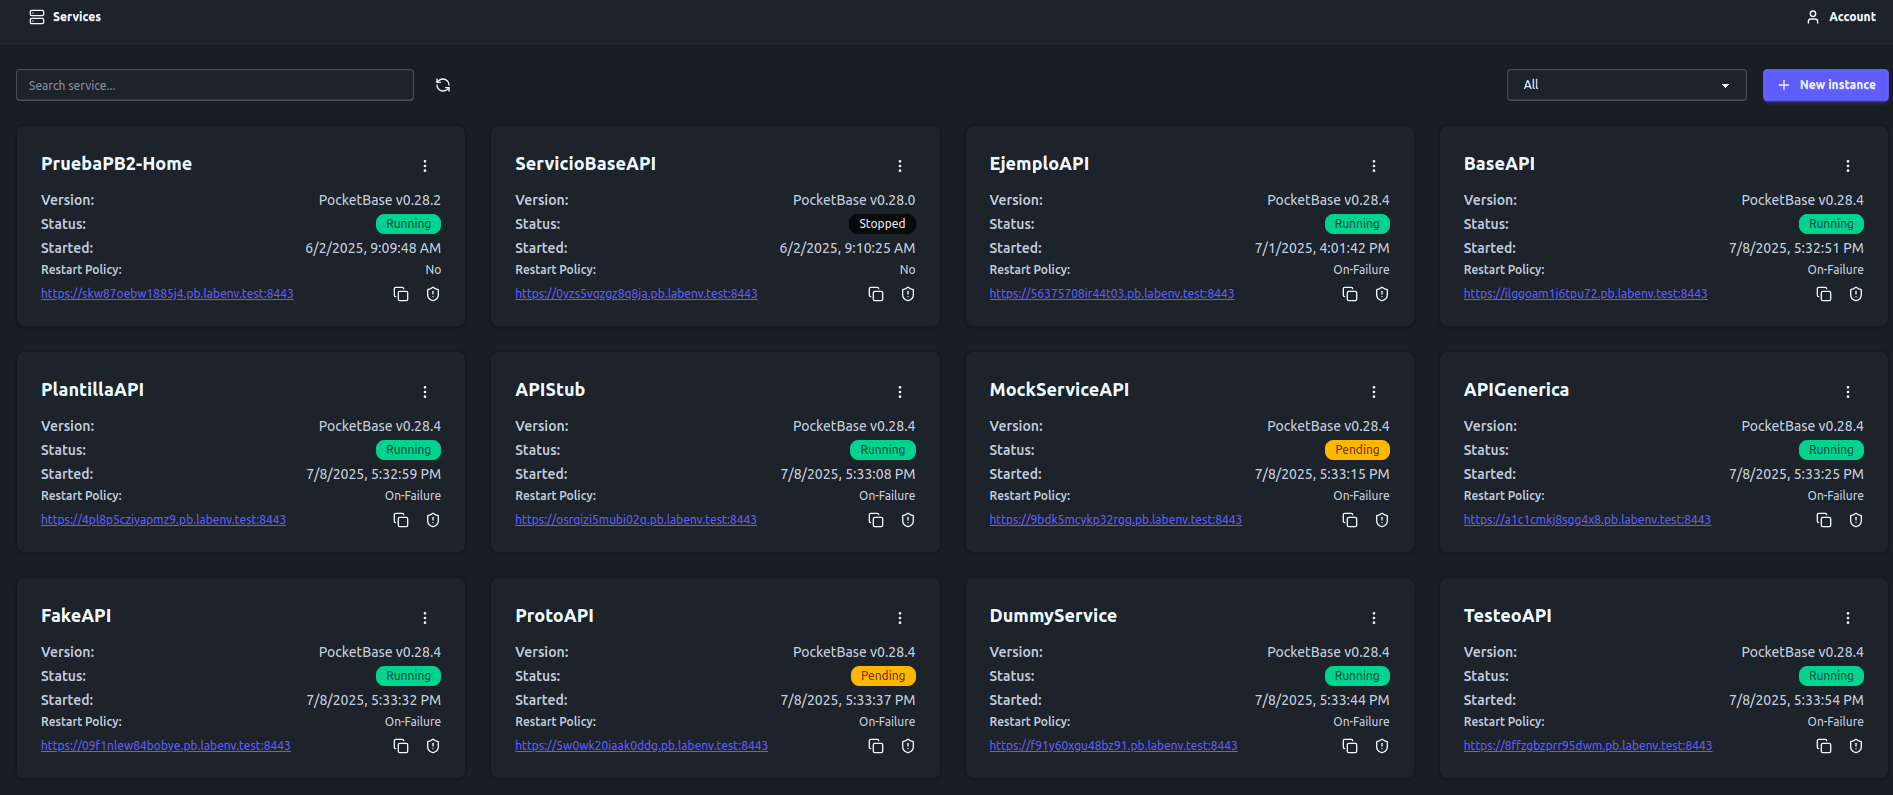 Services
Account
Search service...
All
New instance
PruebaPB2-Home
Version: PocketBase v0.28.2
Status: Running
Started: 6/2/2025, 9:09:48 AM
Restart Policy: No
https://skw87oebw1885j4.pb.labenv.test:8443
ServicioBaseAPI
Version: PocketBase v0.28.0
Status: Stopped
Started: 6/2/2025, 9:10:25 AM
Restart Policy: No
https://0yzs5vqzgz8q8ja.pb.labenv.test:8443
EjemploAPI
Version: PocketBase v0.28.4
Status: Running
Started: 7/1/2025, 4:01:42 PM
Restart Policy: On-Failure
https://56375708ir44t03.pb.labenv.test:8443
BaseAPI
Version: PocketBase v0.28.4
Status: Running
Started: 7/8/2025, 5:32:51 PM
Restart Policy: On-Failure
https://ilggoam1j6tpu72.pb.labenv.test:8443
PlantillaAPI
Version: PocketBase v0.28.4
Status: Running
Started: 7/8/2025, 5:32:59 PM
Restart Policy: On-Failure
https://4pl8p5cziyapmz9.pb.labenv.test:8443
APIStub
Version: PocketBase v0.28.4
Status: Running
Started: 7/8/2025, 5:33:08 PM
Restart Policy: On-Failure
https://osrqizi5mubi02q.pb.labenv.test:8443
MockServiceAPI
Version: PocketBase v0.28.4
Status: Pending
Started: 7/8/2025, 5:33:15 PM
Restart Policy: On-Failure
https://9bdk5mcykp32rgq.pb.labenv.test:8443
APIGenerica
Version: PocketBase v0.28.4
Status: Running
Started: 7/8/2025, 5:33:25 PM
Restart Policy: On-Failure
https://a1c1cmkj8sgg4x8.pb.labenv.test:8443
FakeAPI
Version: PocketBase v0.28.4
Status: Running
Started: 7/8/2025, 5:33:32 PM
Restart Policy: On-Failure
https://09f1nlew84bobye.pb.labenv.test:8443
ProtoAPI
Version: PocketBase v0.28.4
Status: Pending
Started: 7/8/2025, 5:33:37 PM
Restart Policy: On-Failure
https://5w0wk20iaak0ddg.pb.labenv.test:8443
DummyService
Version: PocketBase v0.28.4
Status: Running
Started: 7/8/2025, 5:33:44 PM
Restart Policy: On-Failure
https://f91y60xgu48bz91.pb.labenv.test:8443
TesteoAPI
Version: PocketBase v0.28.4
Status: Running
Started: 7/8/2025, 5:33:54 PM
Restart Policy: On-Failure
https://8ffzgbzprr95dwm.pb.labenv.test:8443